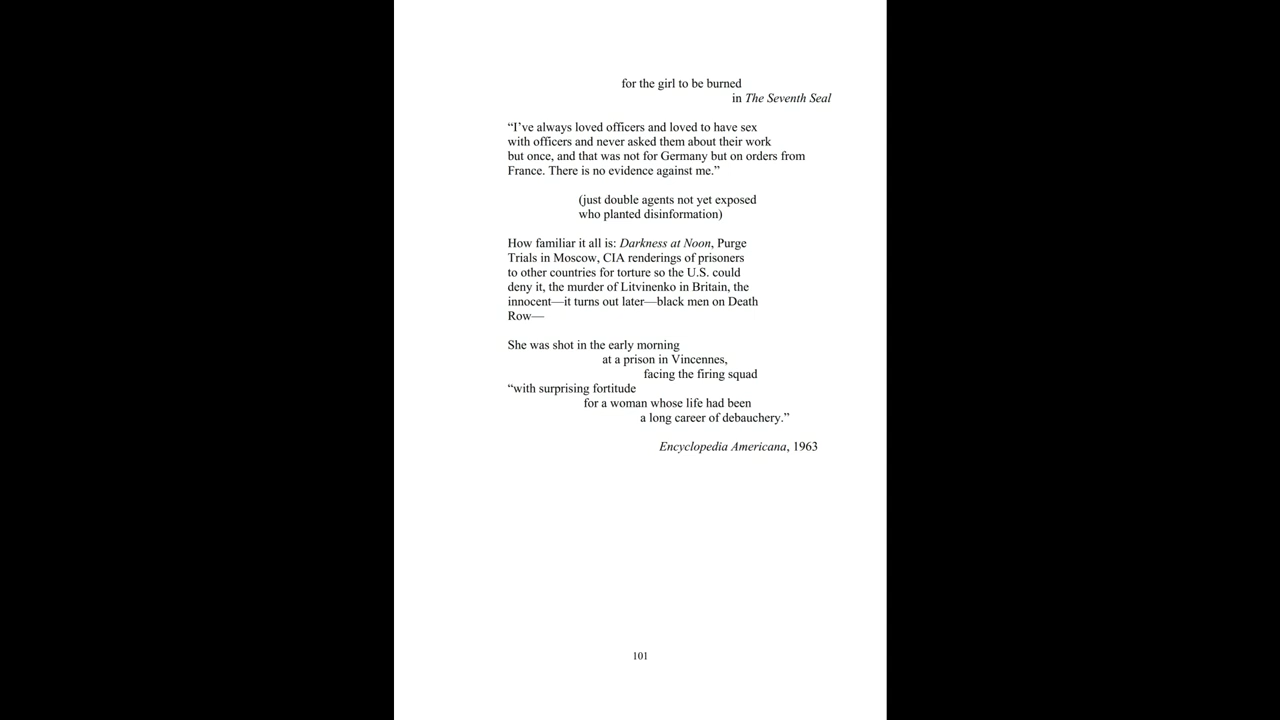 for the girl to be burned
in The Seventh Seal
“I’ve always loved officers and loved to have sex
with officers and never asked them about their work
but once, and that was not for Germany but on orders from
France. There is no evidence against me.”
(just double agents not yet exposed
who planted disinformation)
How familiar it all is: Darkness at Noon, Purge
Trials in Moscow, CIA renderings of prisoners
to other countries for torture so the U.S. could
deny it, the murder of Litvinenko in Britain, the
innocent—it turns out later—black men on Death
Row—
She was shot in the early morning
at a prison in Vincennes,
facing the firing squad
“with surprising fortitude
for a woman whose life had been
a long career of debauchery.”
Encyclopedia Americana, 1963
101